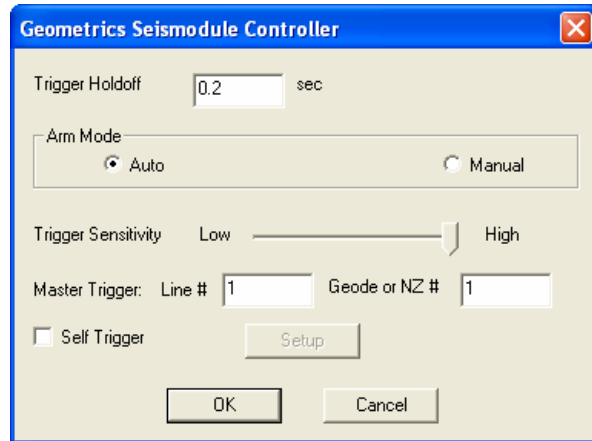 Geometrics Seismodule Controller
Trigger Holdoff 0.2 sec
Arm Mode
Auto Manual
Trigger Sensitivity Low High
Master Trigger: Line # 1 Geode or NZ # 1
Self Trigger Setup
OK Cancel